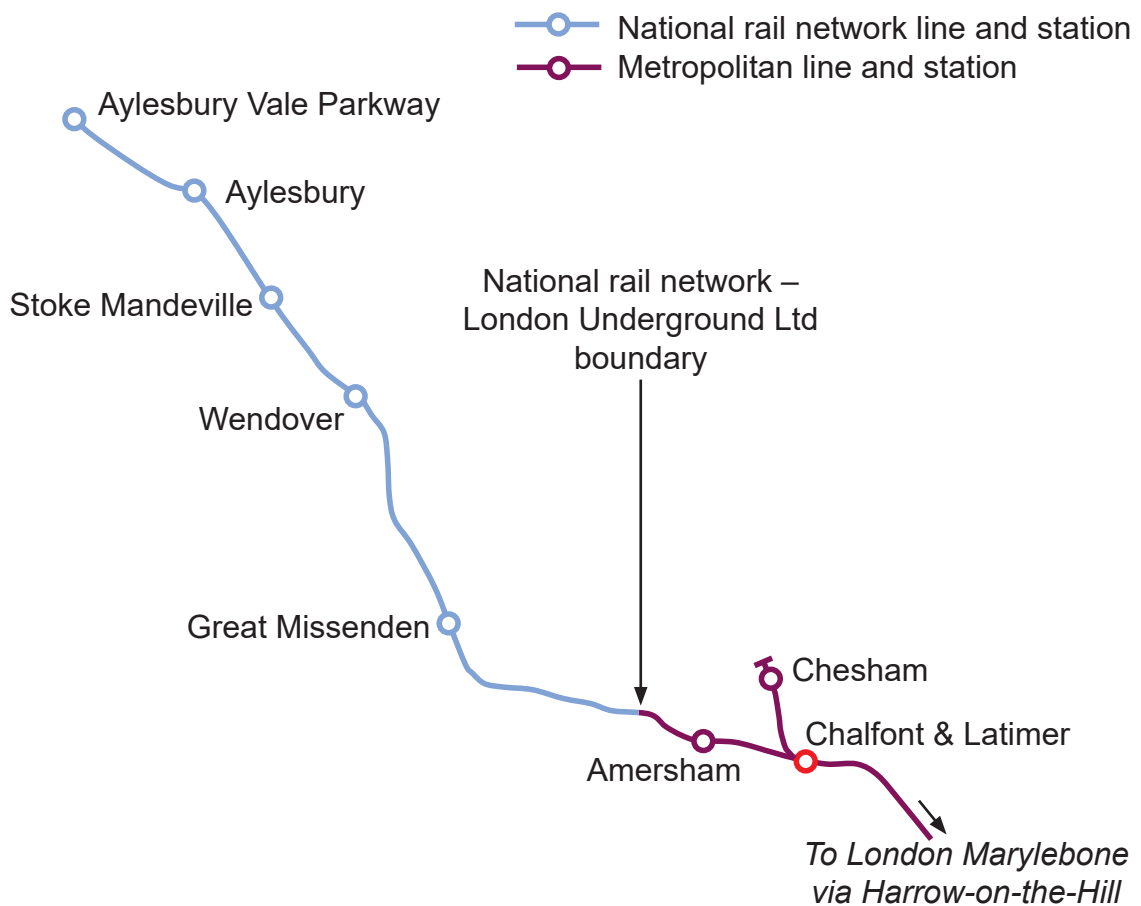 National rail network line and station
Metropolitan line and station
Aylesbury Vale Parkway
Aylesbury
Stoke Mandeville
National rail network –
London Underground Ltd
boundary
Wendover
Great Missenden
Chesham
Chalfont & Latimer
Amersham
To London Marylebone
via Harrow-on-the-Hill